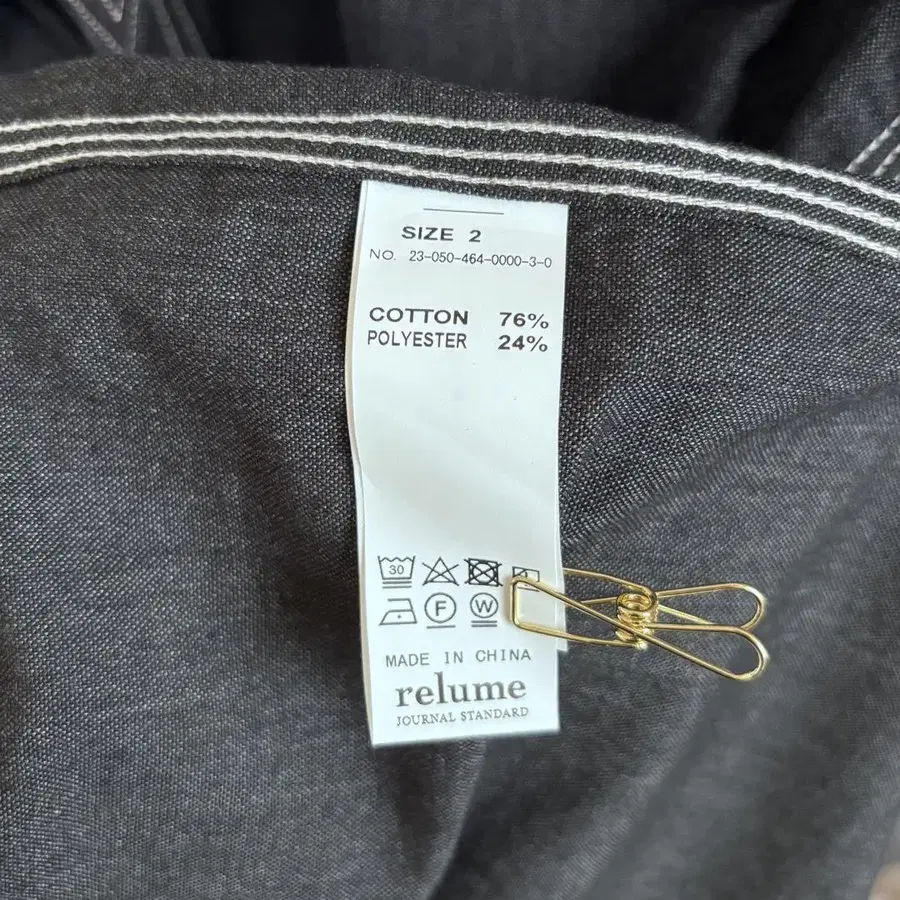 SIZE 2
NO. 23-050-464-0000-3-0
COTTON 76%
POLYESTER 24%
30
F W
MADE IN CHINA
relume
JOURNAL STANDARD